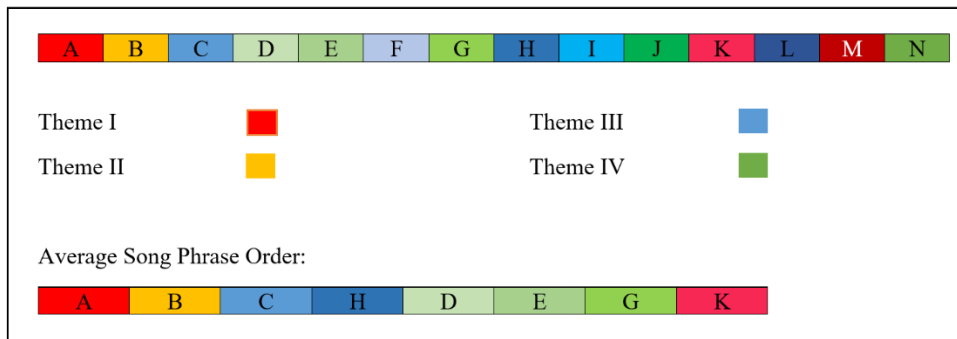 A B C D E F G H I J K L M N
Theme I Theme III
Theme II Theme IV
Average Song Phrase Order:
A B C H D E G K